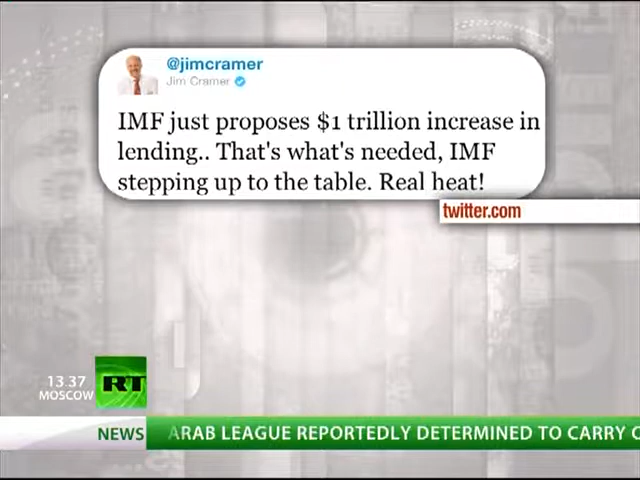 @jimcramer
Jim Cramer
IMF just proposes $1 trillion increase in
lending.. That's what's needed, IMF
stepping up to the table. Real heat!
twitter.com
13.37
MOSCOW
RT
NEWS
ARAB LEAGUE REPORTEDLY DETERMINED TO CARRY